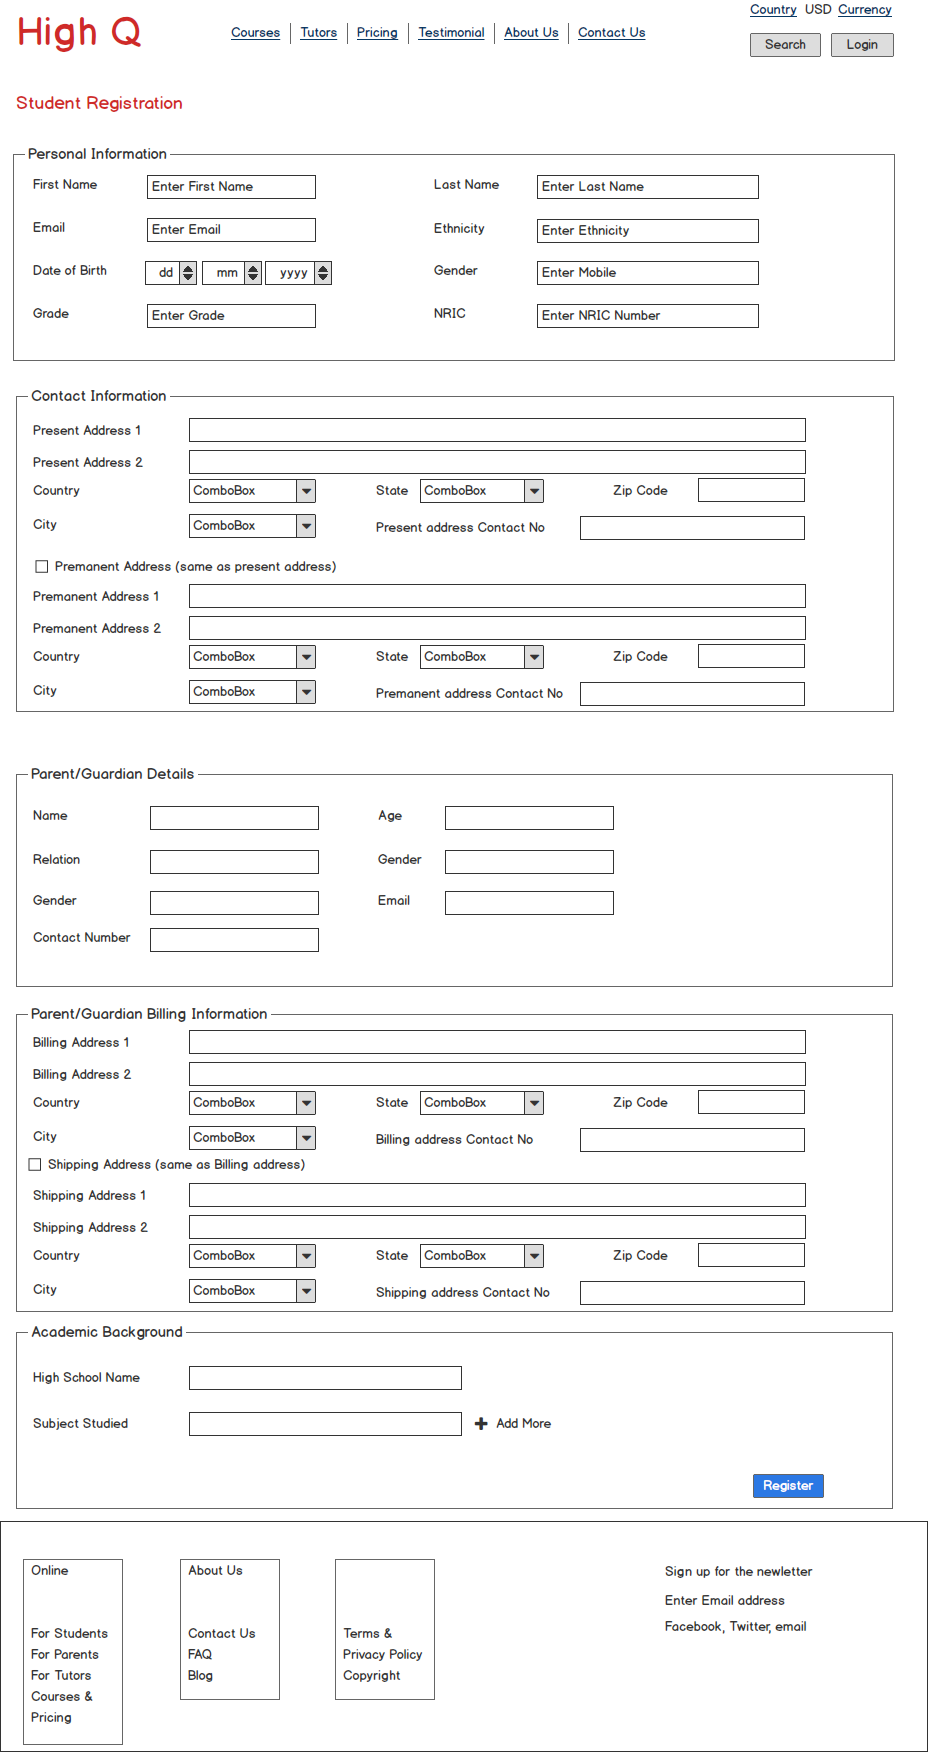 High Q
Courses Tutors Pricing Testimonial About Us Contact Us
Country USD Currency
Search Login
Student Registration
Personal Information
First Name Enter First Name Last Name Enter Last Name
Email Enter Email Ethnicity Enter Ethnicity
Date of Birth dd mm yyyy Gender Enter Mobile
Grade Enter Grade NRIC Enter NRIC Number
Contact Information
Present Address 1
Present Address 2
Country ComboBox State ComboBox Zip Code
City ComboBox Present address Contact No
Premanent Address (same as present address)
Premanent Address 1
Premanent Address 2
Country ComboBox State ComboBox Zip Code
City ComboBox Premanent address Contact No
Parent/Guardian Details
Name Age
Relation Gender
Gender Email
Contact Number
Parent/Guardian Billing Information
Billing Address 1
Billing Address 2
Country ComboBox State ComboBox Zip Code
City ComboBox Billing address Contact No
Shipping Address (same as Billing address)
Shipping Address 1
Shipping Address 2
Country ComboBox State ComboBox Zip Code
City ComboBox Shipping address Contact No
Academic Background
High School Name
Subject Studied Add More
Register
Online
For Students
For Parents
For Tutors
Courses &
Pricing
About Us
Contact Us
FAQ
Blog
Terms &
Privacy Policy
Copyright
Sign up for the newletter
Enter Email address
Facebook, Twitter, email